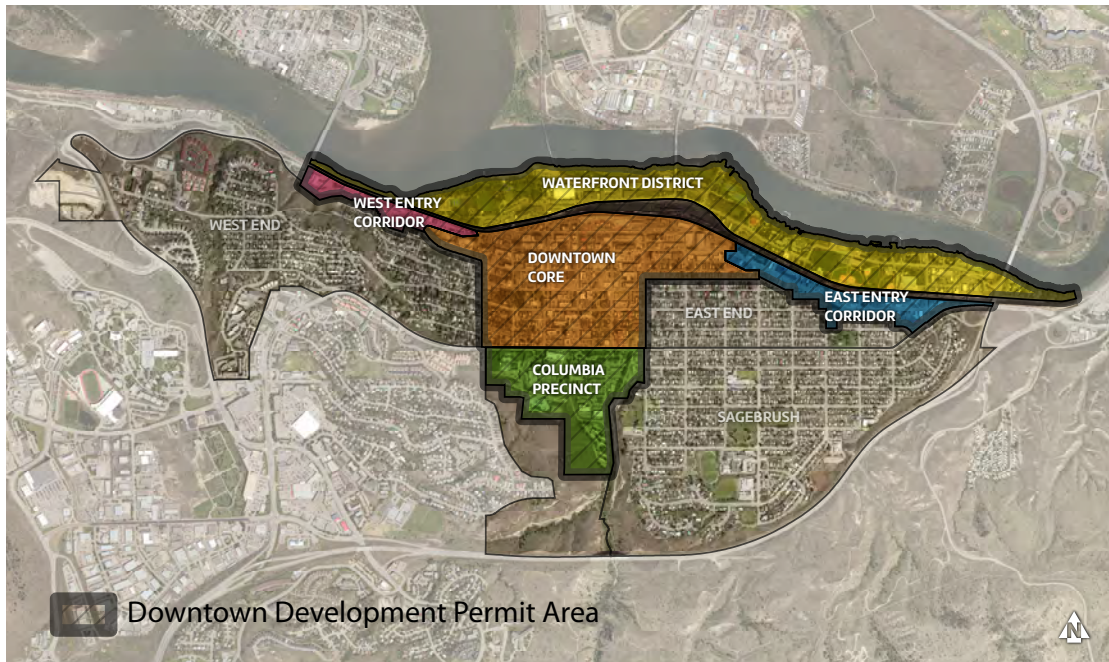 WATERFRONT DISTRICT
WEST ENTRY
CORRIDOR
WEST END
DOWNTOWN
CORE
EAST ENTRY
CORRIDOR
EAST END
COLUMBIA
PRECINCT
SAGEBRUSH
Downtown Development Permit Area
N